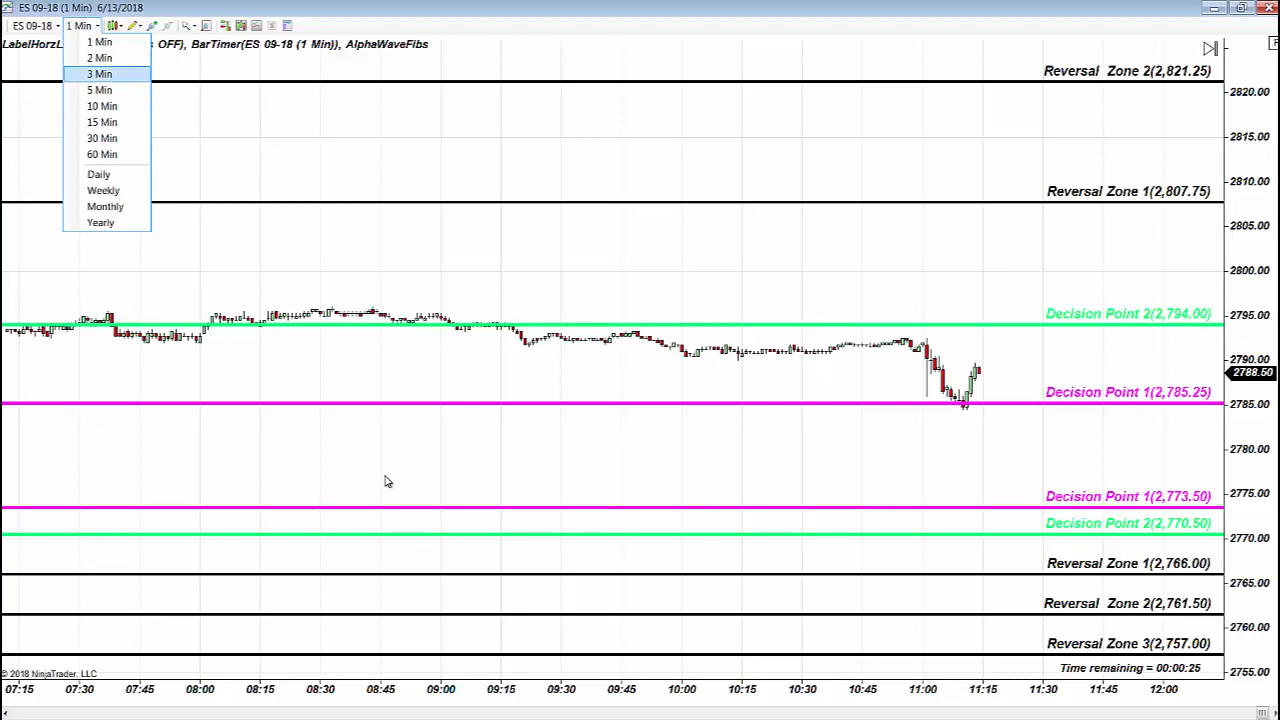 ES 09-18 (1 Min) 6/13/2018
ES 09-18 1 Min
LabelHorzL s OFF), BarTimer(ES 09-18 (1 Min)), AlphaWaveFibs
1 Min
2 Min
3 Min
5 Min
10 Min
15 Min
30 Min
60 Min
Daily
Weekly
Monthly
Yearly
Reversal Zone 2(2,821.25)
Reversal Zone 1(2,807.75)
Decision Point 2(2,794.00)
Decision Point 1(2,785.25)
Decision Point 1(2,773.50)
Decision Point 2(2,770.50)
Reversal Zone 1(2,766.00)
Reversal Zone 2(2,761.50)
Reversal Zone 3(2,757.00)
Time remaining = 00:00:25
F
2820.00
2815.00
2810.00
2805.00
2800.00
2795.00
2790.00
2788.50
2785.00
2780.00
2775.00
2770.00
2765.00
2760.00
2755.00
© 2018 NinjaTrader, LLC
07:15 07:30 07:45 08:00 08:15 08:30 08:45 09:00 09:15 09:30 09:45 10:00 10:15 10:30 10:45 11:00 11:15 11:30 11:45 12:00